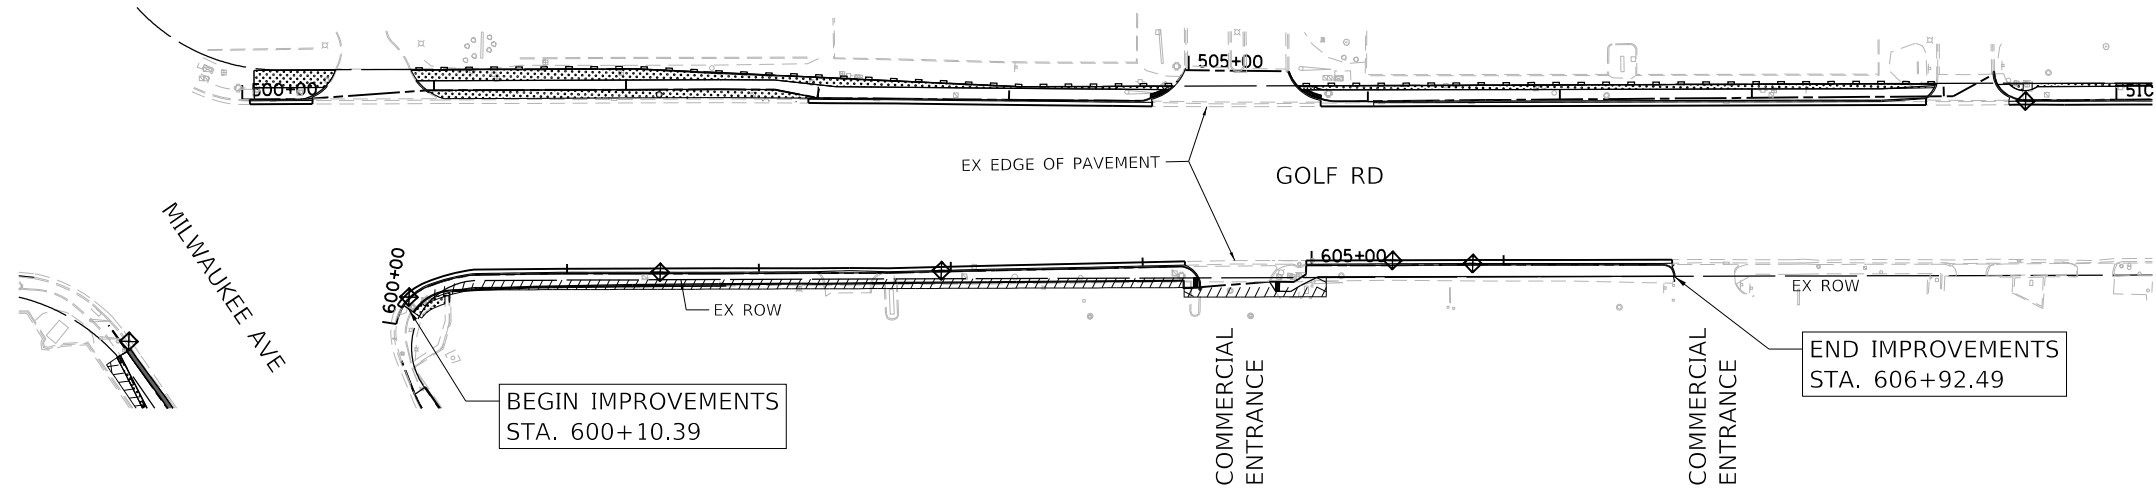 505+00
500+00
510
EX EDGE OF PAVEMENT
GOLF RD
MILWAUKEE AVE
600+00
605+00
EX ROW
EX ROW
BEGIN IMPROVEMENTS
STA. 600+10.39
COMMERCIAL
ENTRANCE
COMMERCIAL
ENTRANCE
END IMPROVEMENTS
STA. 606+92.49